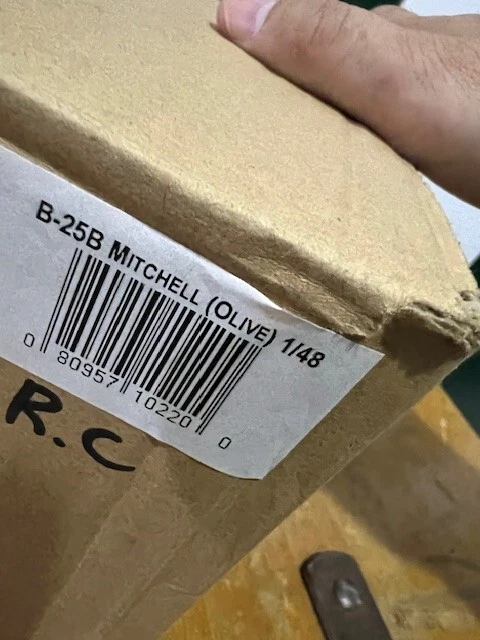 B-25B MITCHELL (OLIVE) 1/48
0 80957 10220 0
R.C